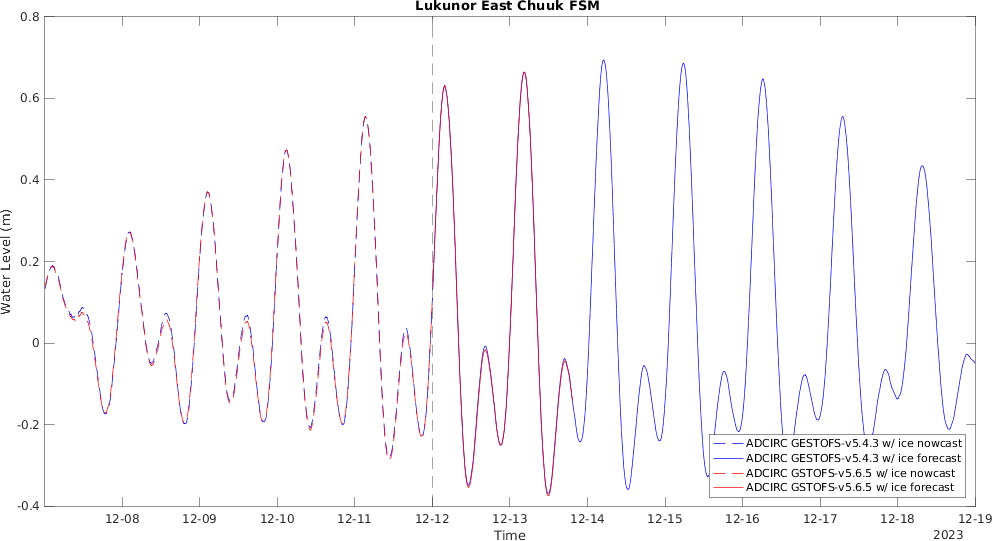 Lukunor East Chuuk FSM
0.8
0.6
0.4
0.2
0
-0.2
-0.4
Water Level (m)
12-08
12-09
12-10
12-11
12-12
12-13
12-14
12-15
12-16
12-17
12-18
12-19
Time
2023
ADCIRC GESTOFS-v5.4.3 w/ ice nowcast
ADCIRC GESTOFS-v5.4.3 w/ ice forecast
ADCIRC GSTOFS-v5.6.5 w/ ice nowcast
ADCIRC GSTOFS-v5.6.5 w/ ice forecast